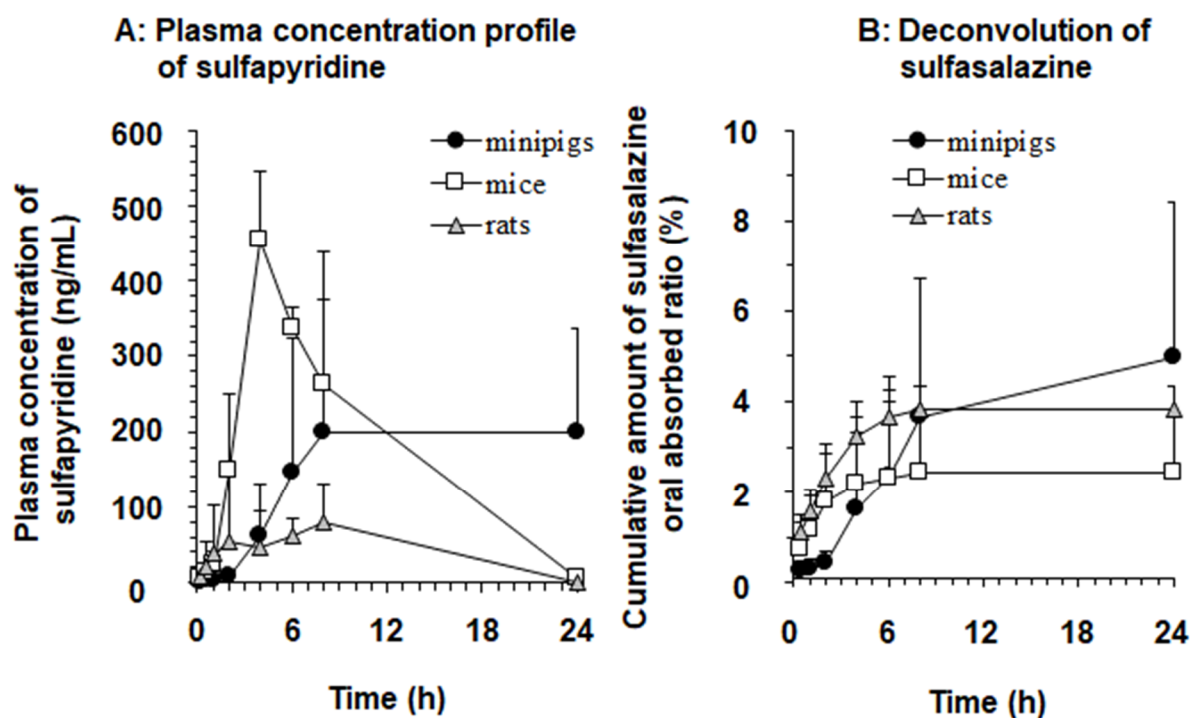 A: Plasma concentration profile
of sulfapyridine
Plasma concentration of
sulfapyridine (ng/mL)
600
500
400
300
200
100
0
minipigs
mice
rats
0 6 12 18 24
Time (h)
B: Deconvolution of
sulfasalazine
Cumulative amount of sulfasalazine
oral absorbed ratio (%)
10
8
6
4
2
0
minipigs
mice
rats
0 6 12 18 24
Time (h)